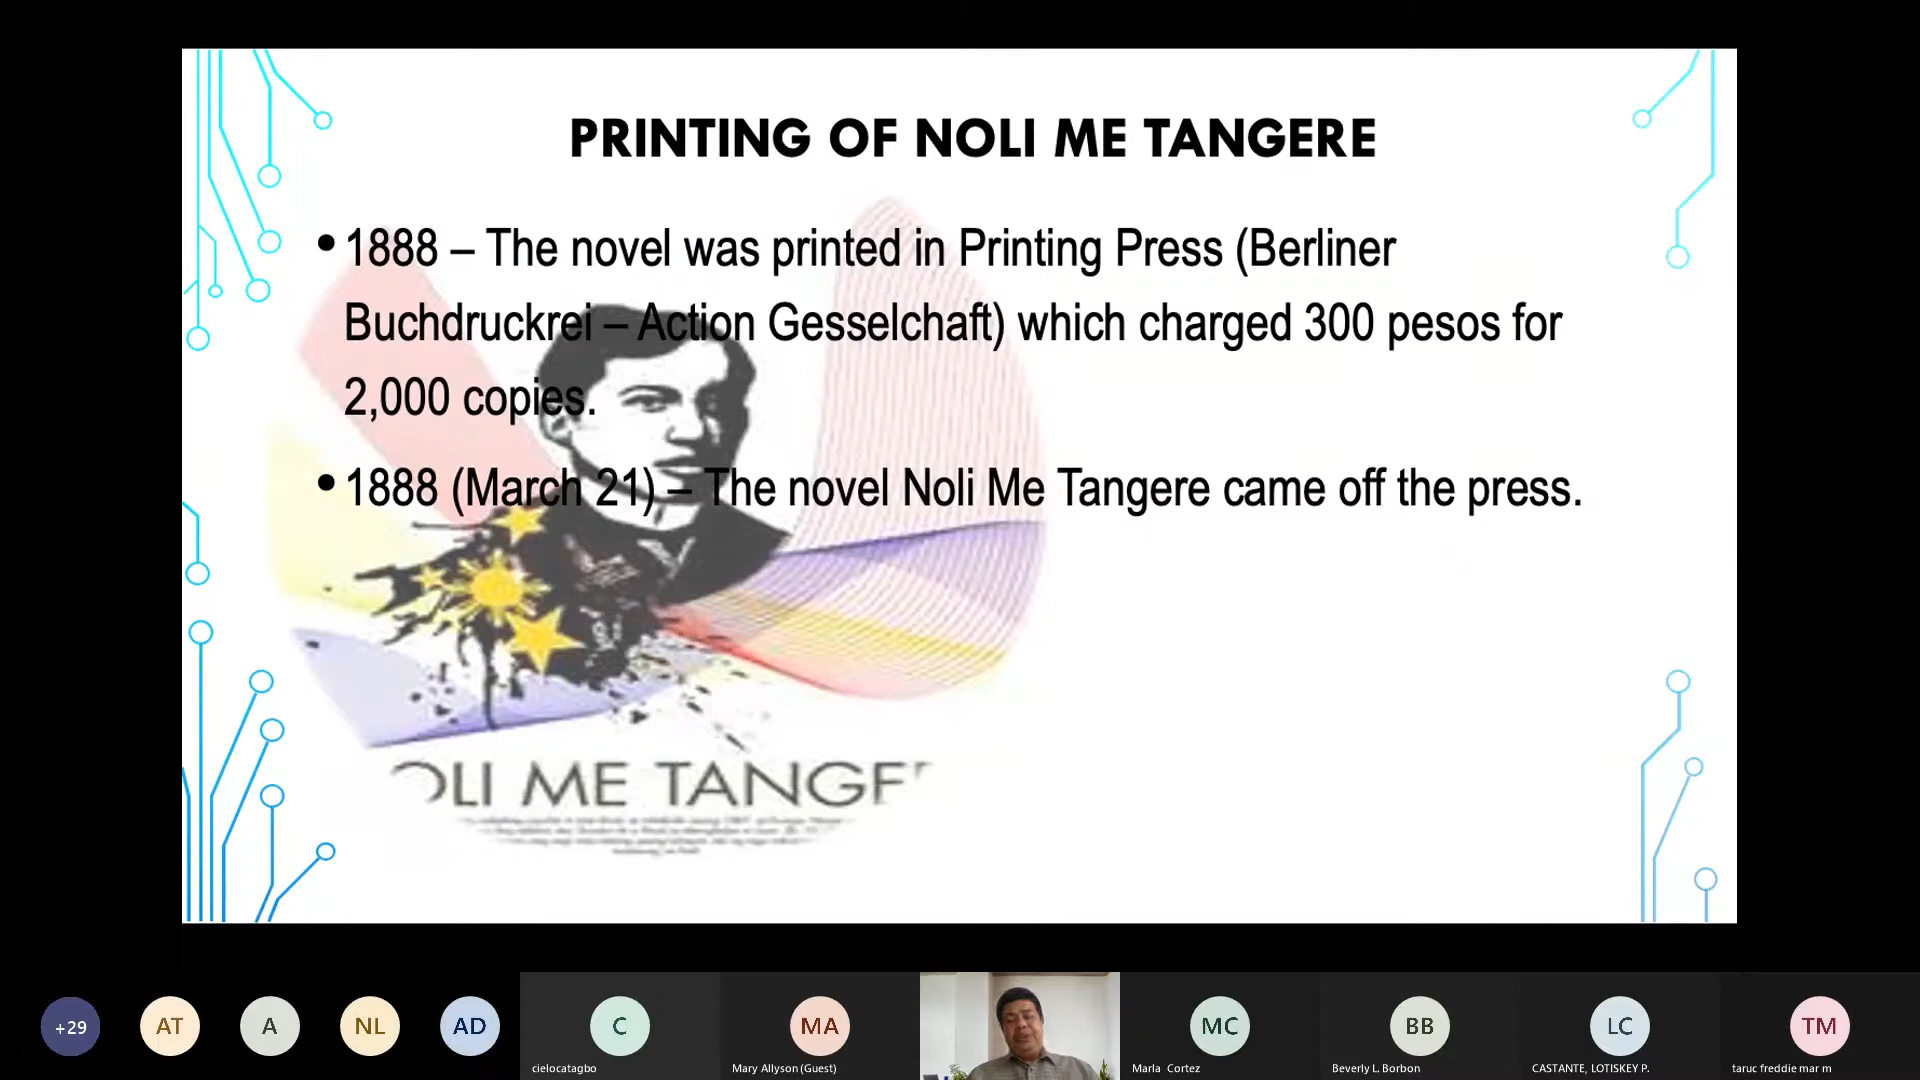 PRINTING OF NOLI ME TANGERE
• 1888 – The novel was printed in Printing Press (Berliner
Buchdruckrei – Action Gesselchaft) which charged 300 pesos for
2,000 copies.
• 1888 (March 21) – The novel Noli Me Tangere came off the press.
OLI ME TANGE
+29
AT
A
NL
AD
C
MA
MC
BB
LC
TM
cielocatagbo
Mary Allyson (Guest)
Marla Cortez
Beverly L. Borbon
CASTANTE, LOTISKEY P.
taruc freddie mar m